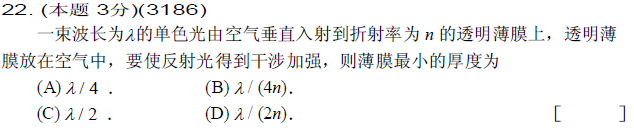 22. (本题 3分)(3186)
一束波长为λ的单色光由空气垂直入射到折射率为 n 的透明薄膜上，透明薄
膜放在空气中，要使反射光得到干涉加强，则薄膜最小的厚度为
(A) λ / 4 . (B) λ / (4n).
(C) λ / 2 . (D) λ / (2n). [ ]